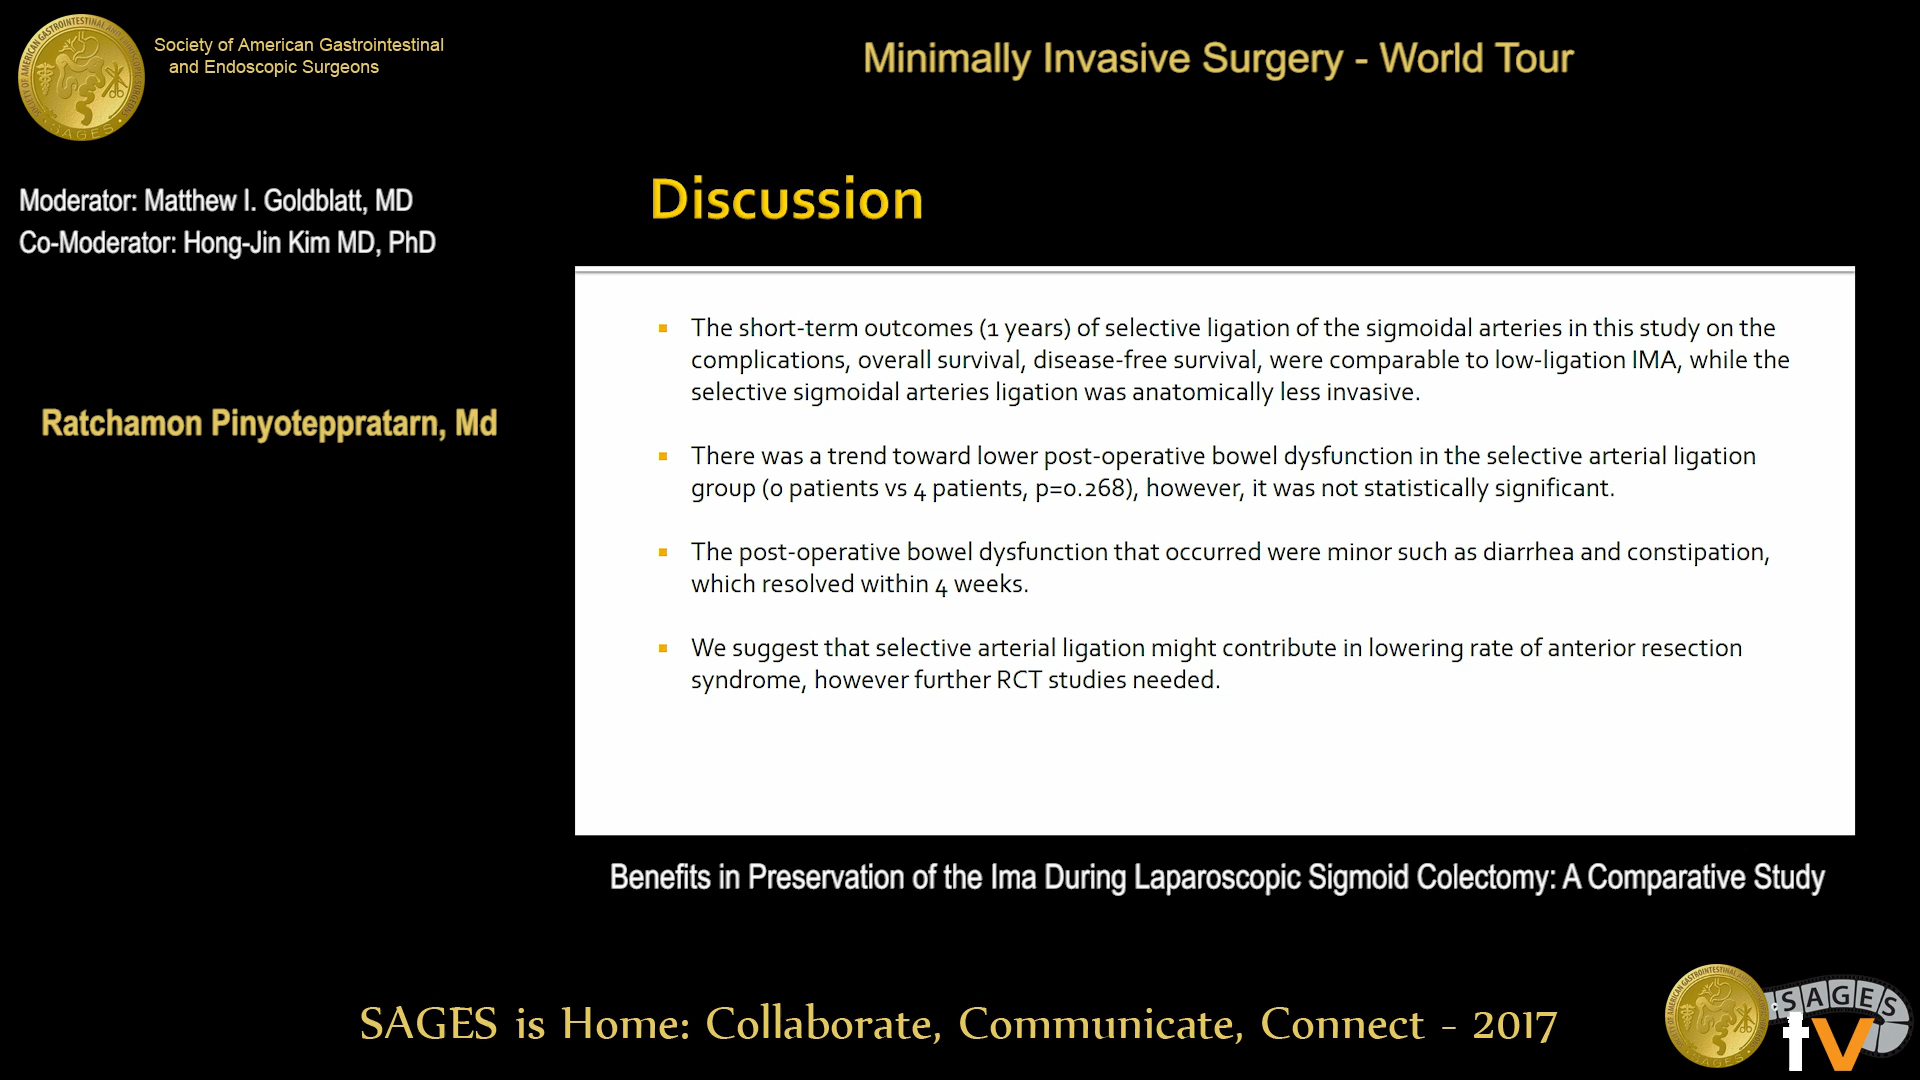 Society of American Gastrointestinal
and Endoscopic Surgeons
Minimally Invasive Surgery - World Tour
Moderator: Matthew I. Goldblatt, MD
Co-Moderator: Hong-Jin Kim MD, PhD
Ratchamon Pinyoteppratarn, Md
Discussion
The short-term outcomes (1 years) of selective ligation of the sigmoidal arteries in this study on the
complications, overall survival, disease-free survival, were comparable to low-ligation IMA, while the
selective sigmoidal arteries ligation was anatomically less invasive.
There was a trend toward lower post-operative bowel dysfunction in the selective arterial ligation
group (0 patients vs 4 patients, p=0.268), however, it was not statistically significant.
The post-operative bowel dysfunction that occurred were minor such as diarrhea and constipation,
which resolved within 4 weeks.
We suggest that selective arterial ligation might contribute in lowering rate of anterior resection
syndrome, however further RCT studies needed.
Benefits in Preservation of the Ima During Laparoscopic Sigmoid Colectomy: A Comparative Study
SAGES is Home: Collaborate, Communicate, Connect - 2017
SAGES
tv